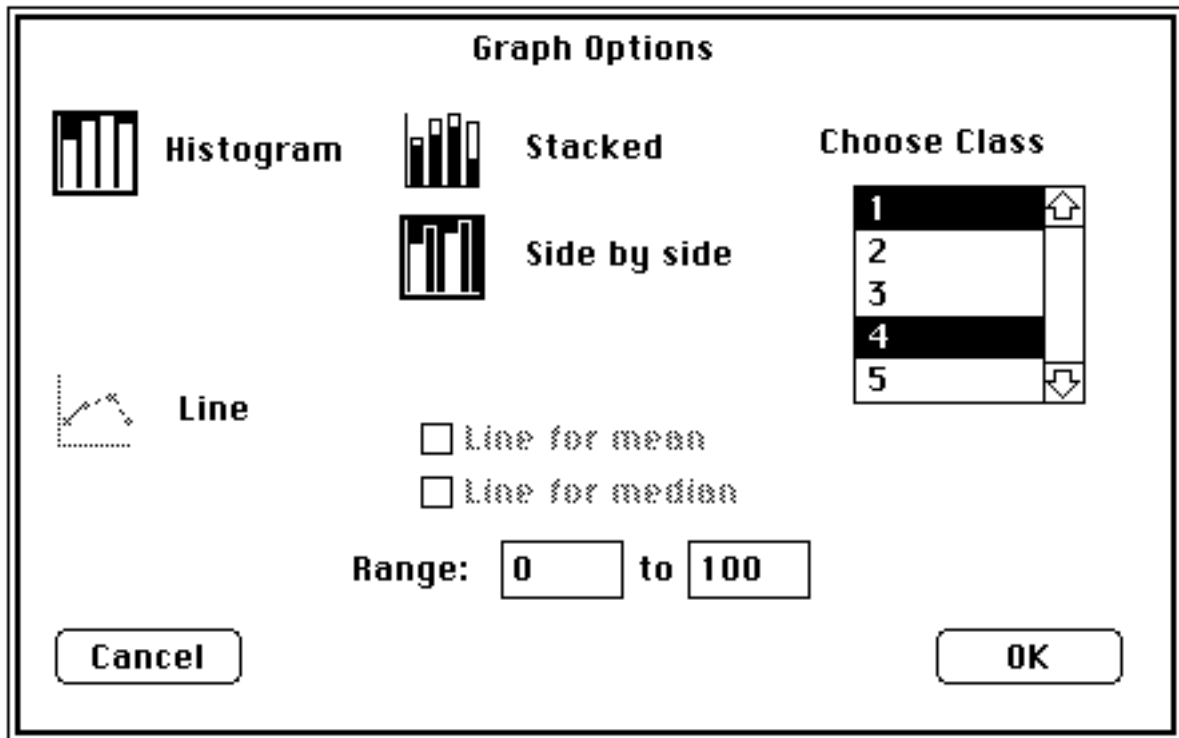 Graph Options
Histogram
Stacked
Side by side
Choose Class
1
2
3
4
5
Line
Line for mean
Line for median
Range: 0 to 100
Cancel
OK